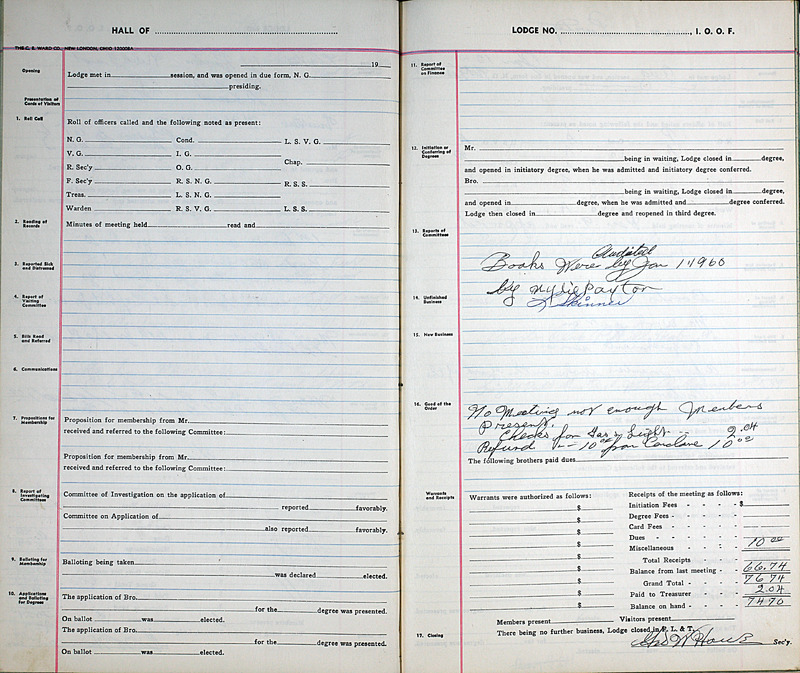 HALL OF
THE C. E. WARD CO., NEW LONDON, OHIO
19
Opening
Lodge met in session, and was opened in due form, N. G.
presiding.
Presentation of
Cards of Visitors
1. Roll Call
Roll of officers called and the following noted as present:
N. G. Cond. L. S. V. G.
V. G. I. G. Chap.
R. Sec'y O. G.
F. Sec'y R. S. N. G. R. S. S.
Treas. L. S. N. G.
Warden R. S. V. G. L. S. S.
2. Reading of
Records
Minutes of meeting held read and
3. Reported Sick
and Distressed
4. Report of
Visiting
Committee
5. Bills Read
and Referred
6. Communications
7. Propositions for
Membership
Proposition for membership from Mr.
received and referred to the following Committee:
Proposition for membership from Mr.
received and referred to the following Committee:
8. Report of
Investigating
Committees
Committee of Investigation on the application of
reported favorably.
Committee on Application of
also reported favorably.
9. Balloting for
Membership
Balloting being taken
was declared elected.
10. Applications
and Balloting
for Degrees
The application of Bro.
for the degree was presented.
On ballot was elected.
The application of Bro.
for the degree was presented.
On ballot was elected.
LODGE NO. , I. O. O. F.
11. Report of
Committee
on Finance
12. Initiation or
Conferring of
Degrees
Mr.
being in waiting, Lodge closed in degree,
and opened in initiatory degree, when he was admitted and initiatory degree conferred.
Bro.
being in waiting, Lodge closed in degree,
and opened in degree, when he was admitted and degree conferred.
Lodge then closed in degree and reopened in third degree.
13. Reports of
Committees
Audited
Books Were by Jan 1 1960
by Paxton
Skinner
14. Unfinished
Business
15. New Business
16. Good of the
Order
No Meeting not enough Members
Present.
Checks for Gas & Light 2.04
Refund 10 00 from Conclave 10 00
The following brothers paid dues
Warrants
and Receipts
Warrants were authorized as follows:
$
$
$
$
$
$
$
$
Receipts of the meeting as follows:
Initiation Fees - - - - $
Degree Fees - - - -
Card Fees - - - -
Dues - - - - 10 00
Miscellaneous - - -
Total Receipts - -
Balance from last meeting - 66.74
Grand Total - - 76 74
Paid to Treasurer - - 2.04
Balance on hand - - 74 70
Members present Visitors present
17. Closing
There being no further business, Lodge closed in F. L. & T.
Sec'y.